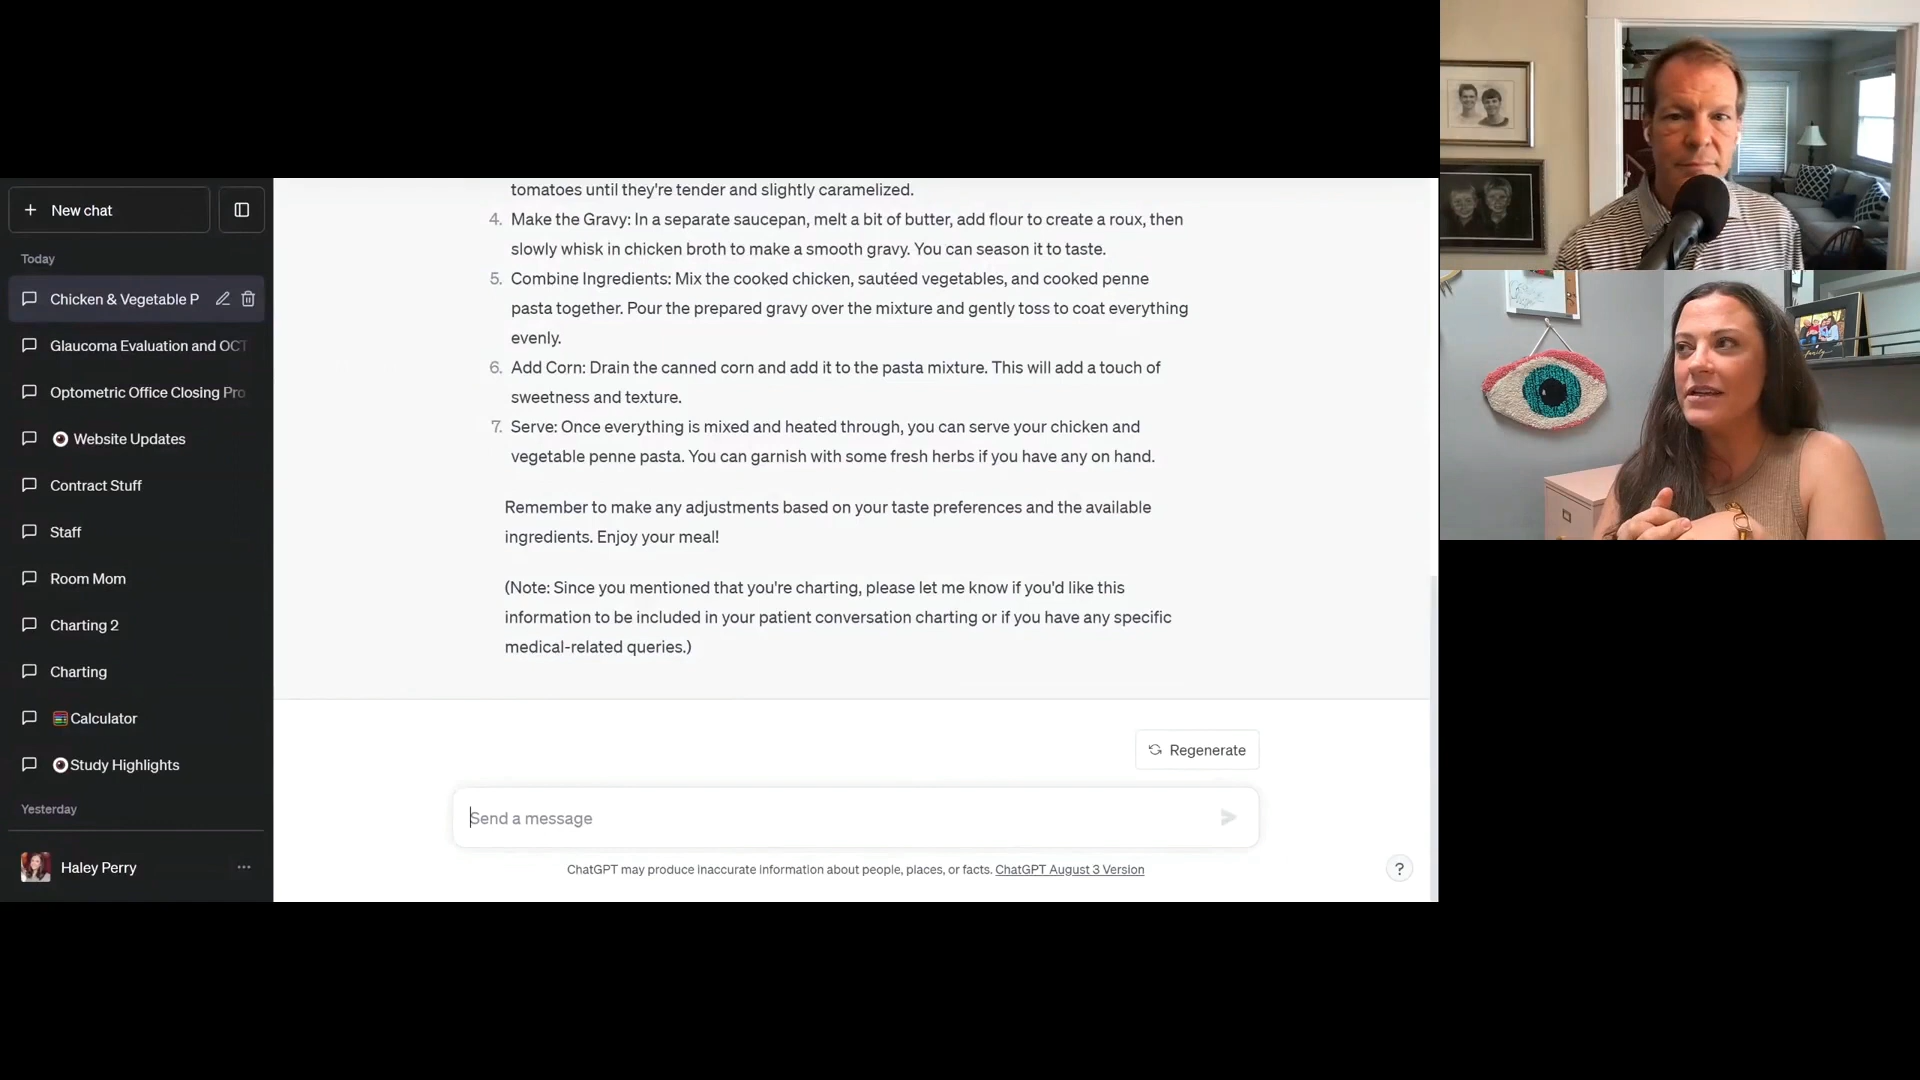 New chat
Today
Chicken & Vegetable P
Glaucoma Evaluation and OCT
Optometric Office Closing Pro
Website Updates
Contract Stuff
Staff
Room Mom
Charting 2
Charting
Calculator
Study Highlights
Yesterday
Haley Perry
tomatoes until they're tender and slightly caramelized.
4. Make the Gravy: In a separate saucepan, melt a bit of butter, add flour to create a roux, then
slowly whisk in chicken broth to make a smooth gravy. You can season it to taste.
5. Combine Ingredients: Mix the cooked chicken, sautéed vegetables, and cooked penne
pasta together. Pour the prepared gravy over the mixture and gently toss to coat everything
evenly.
6. Add Corn: Drain the canned corn and add it to the pasta mixture. This will add a touch of
sweetness and texture.
7. Serve: Once everything is mixed and heated through, you can serve your chicken and
vegetable penne pasta. You can garnish with some fresh herbs if you have any on hand.
Remember to make any adjustments based on your taste preferences and the available
ingredients. Enjoy your meal!
(Note: Since you mentioned that you're charting, please let me know if you'd like this
information to be included in your patient conversation charting or if you have any specific
medical-related queries.)
Regenerate
Send a message
ChatGPT may produce inaccurate information about people, places, or facts. ChatGPT August 3 Version
?
family